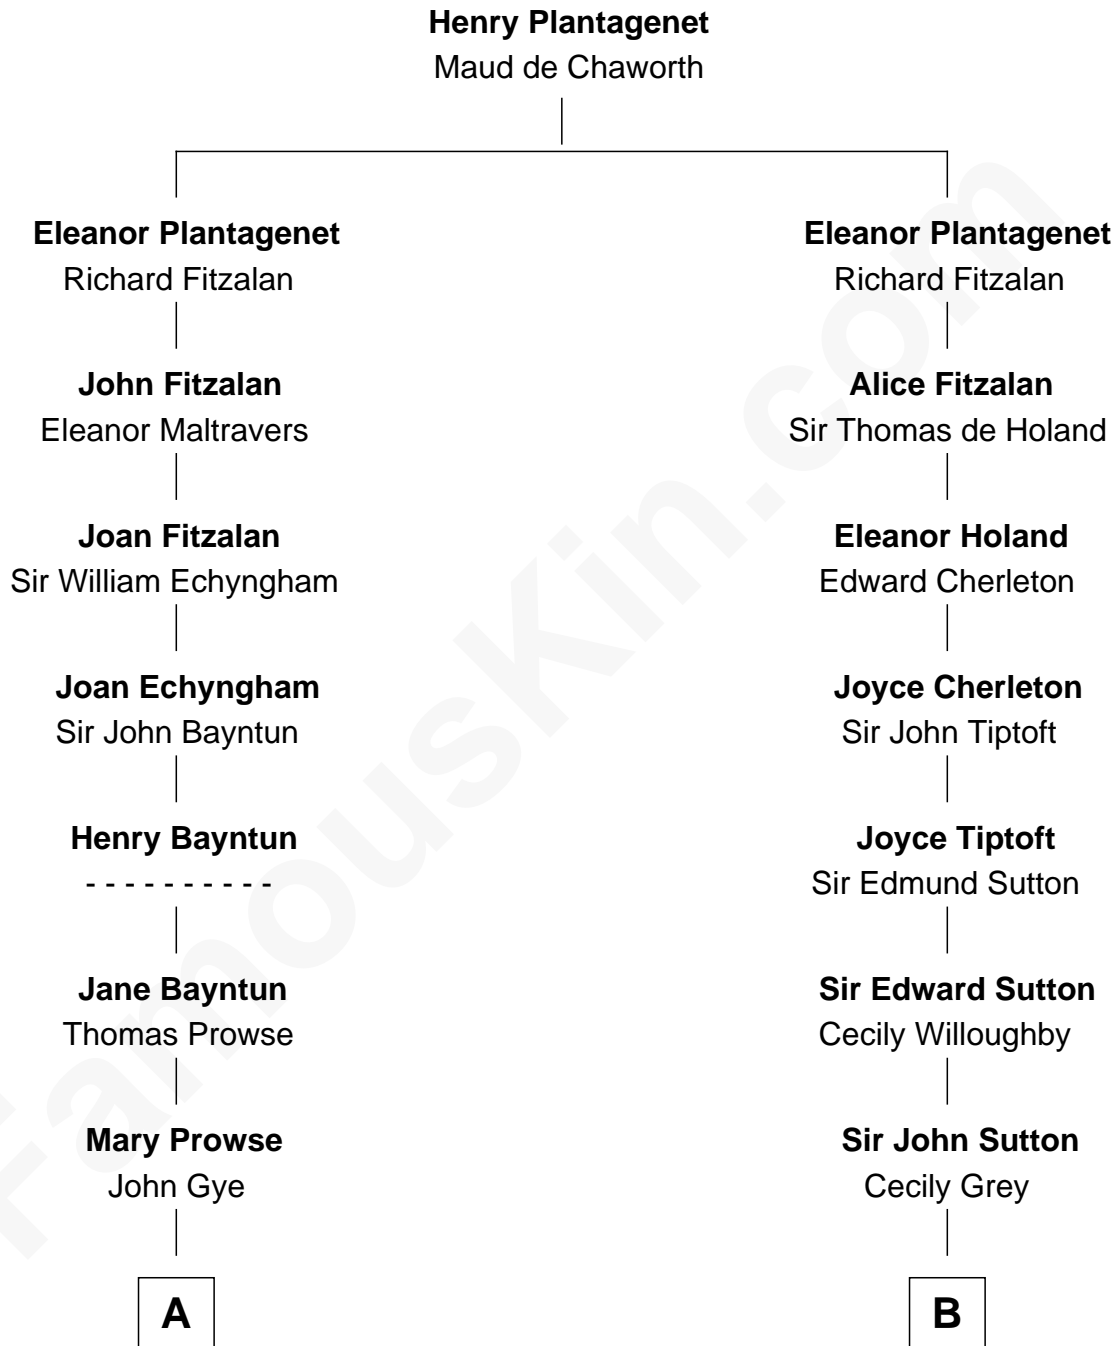 Henry Plantagenet
Maud de Chaworth
Eleanor Plantagenet
Richard Fitzalan
John Fitzalan
Eleanor Maltravers
Joan Fitzalan
Sir William Echyngham
Joan Echyngham
Sir John Bayntun
Henry Bayntun
- - - - - - - - - -
Jane Bayntun
Thomas Prowse
Mary Prowse
John Gye
A
Eleanor Plantagenet
Richard Fitzalan
Alice Fitzalan
Sir Thomas de Holand
Eleanor Holand
Edward Cherleton
Joyce Cherleton
Sir John Tiptoft
Joyce Tiptoft
Sir Edmund Sutton
Sir Edward Sutton
Cecily Willoughby
Sir John Sutton
Cecily Grey
B
FamousKin.com